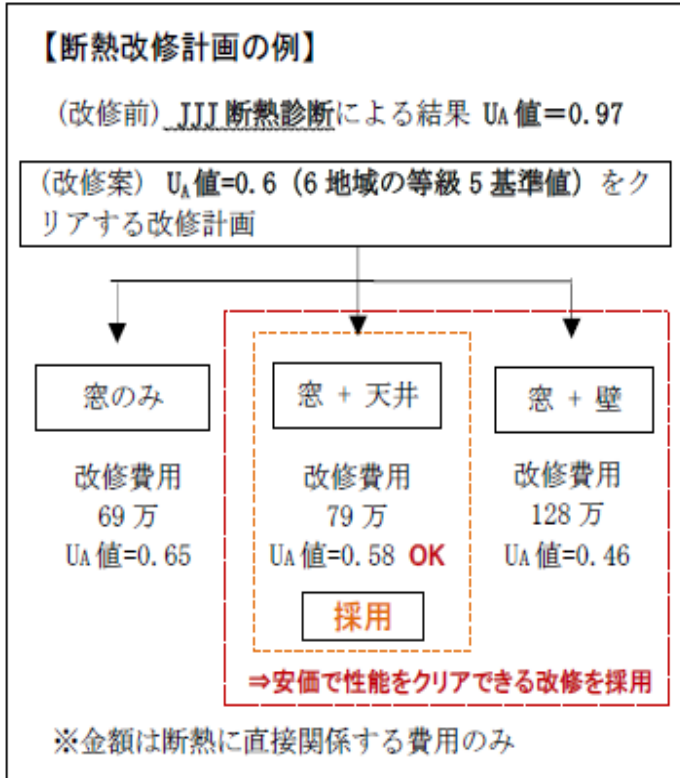 【断熱改修計画の例】
(改修前) JJJ断熱診断による結果 UA値＝0.97
(改修案) UA値=0.6 (6地域の等級5基準値) をク
リアする改修計画
窓のみ
改修費用
69万
UA値=0.65
窓 + 天井
改修費用
79万
UA値=0.58 OK
採用
窓 + 壁
改修費用
128万
UA値=0.46
⇒安価で性能をクリアできる改修を採用
※金額は断熱に直接関係する費用のみ